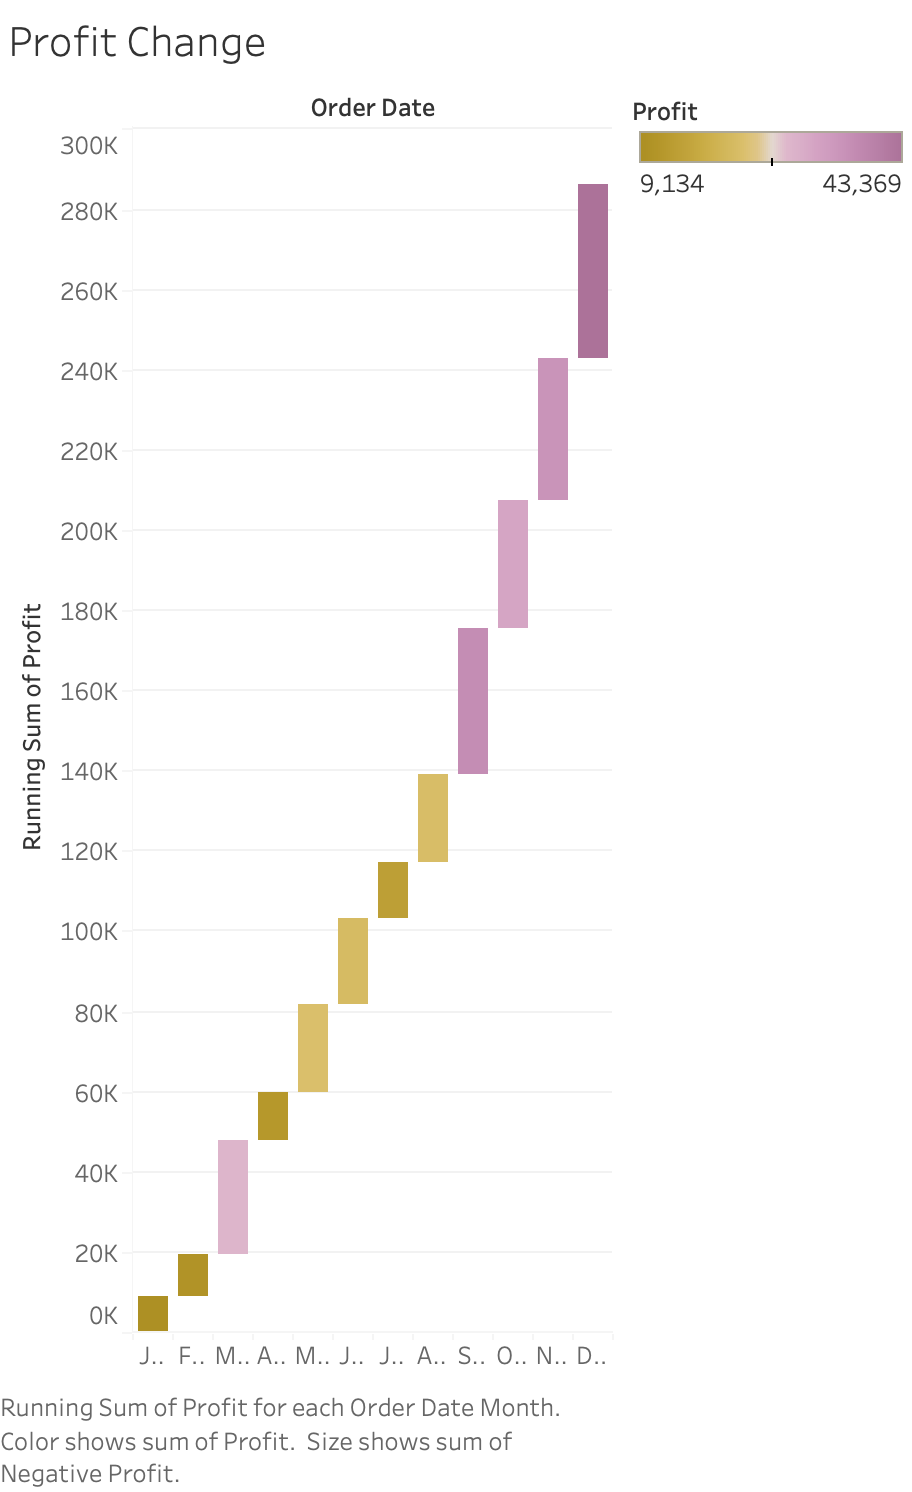 Profit Change
Order Date
Profit
9,134 43,369
300K
280K
260K
240K
220K
200K
180K
160K
140K
120K
100K
80K
60K
40K
20K
0K
Running Sum of Profit
J.. F.. M.. A.. M.. J.. J.. A.. S.. O.. N.. D..
Running Sum of Profit for each Order Date Month.
Color shows sum of Profit.  Size shows sum of
Negative Profit.